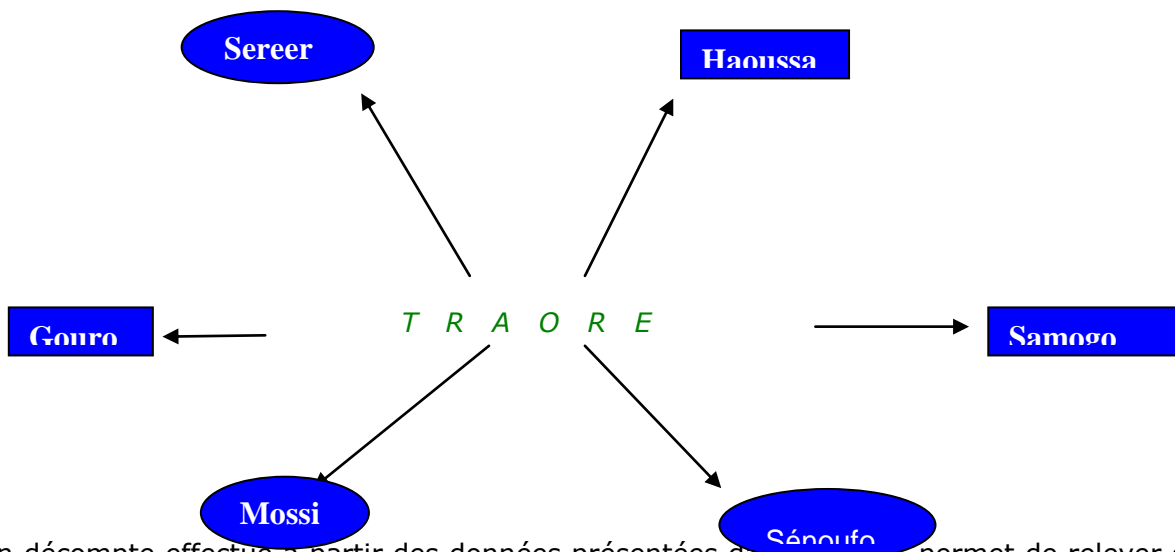 Sereer
Haoussa
T R A O R E
Gouro
Samogo
Mossi
Sénoufo
n décompte effectué à partir des données présentées permet de relever